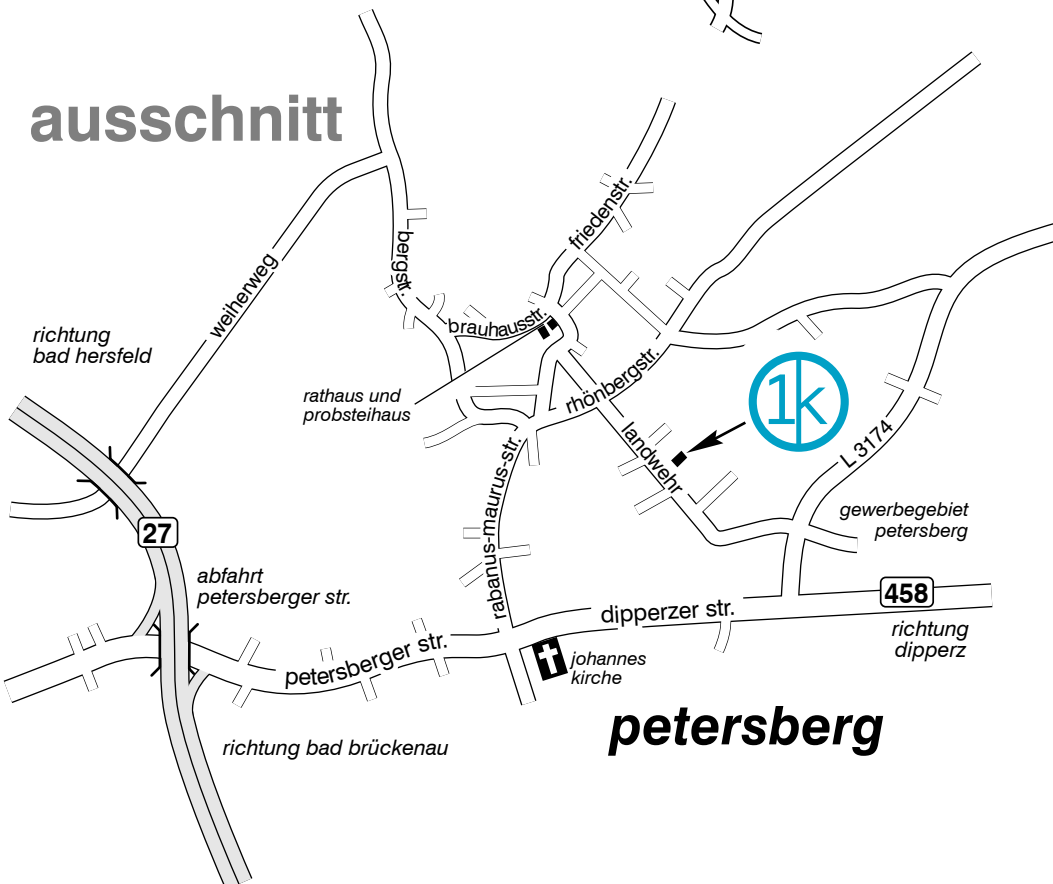 ausschnitt
friedenstr.
bergstr.
weiherweg
brauhausstr.
richtung
bad hersfeld
rathaus und
probsteihaus
rhönbergstr.
1k
landwehr
L 3174
rabanus-maurus-str.
gewerbegebiet
petersberg
27
abfahrt
petersberger str.
458
dipperzer str.
richtung
dipperz
petersberger str.
johannes
kirche
petersberg
richtung bad brückenau